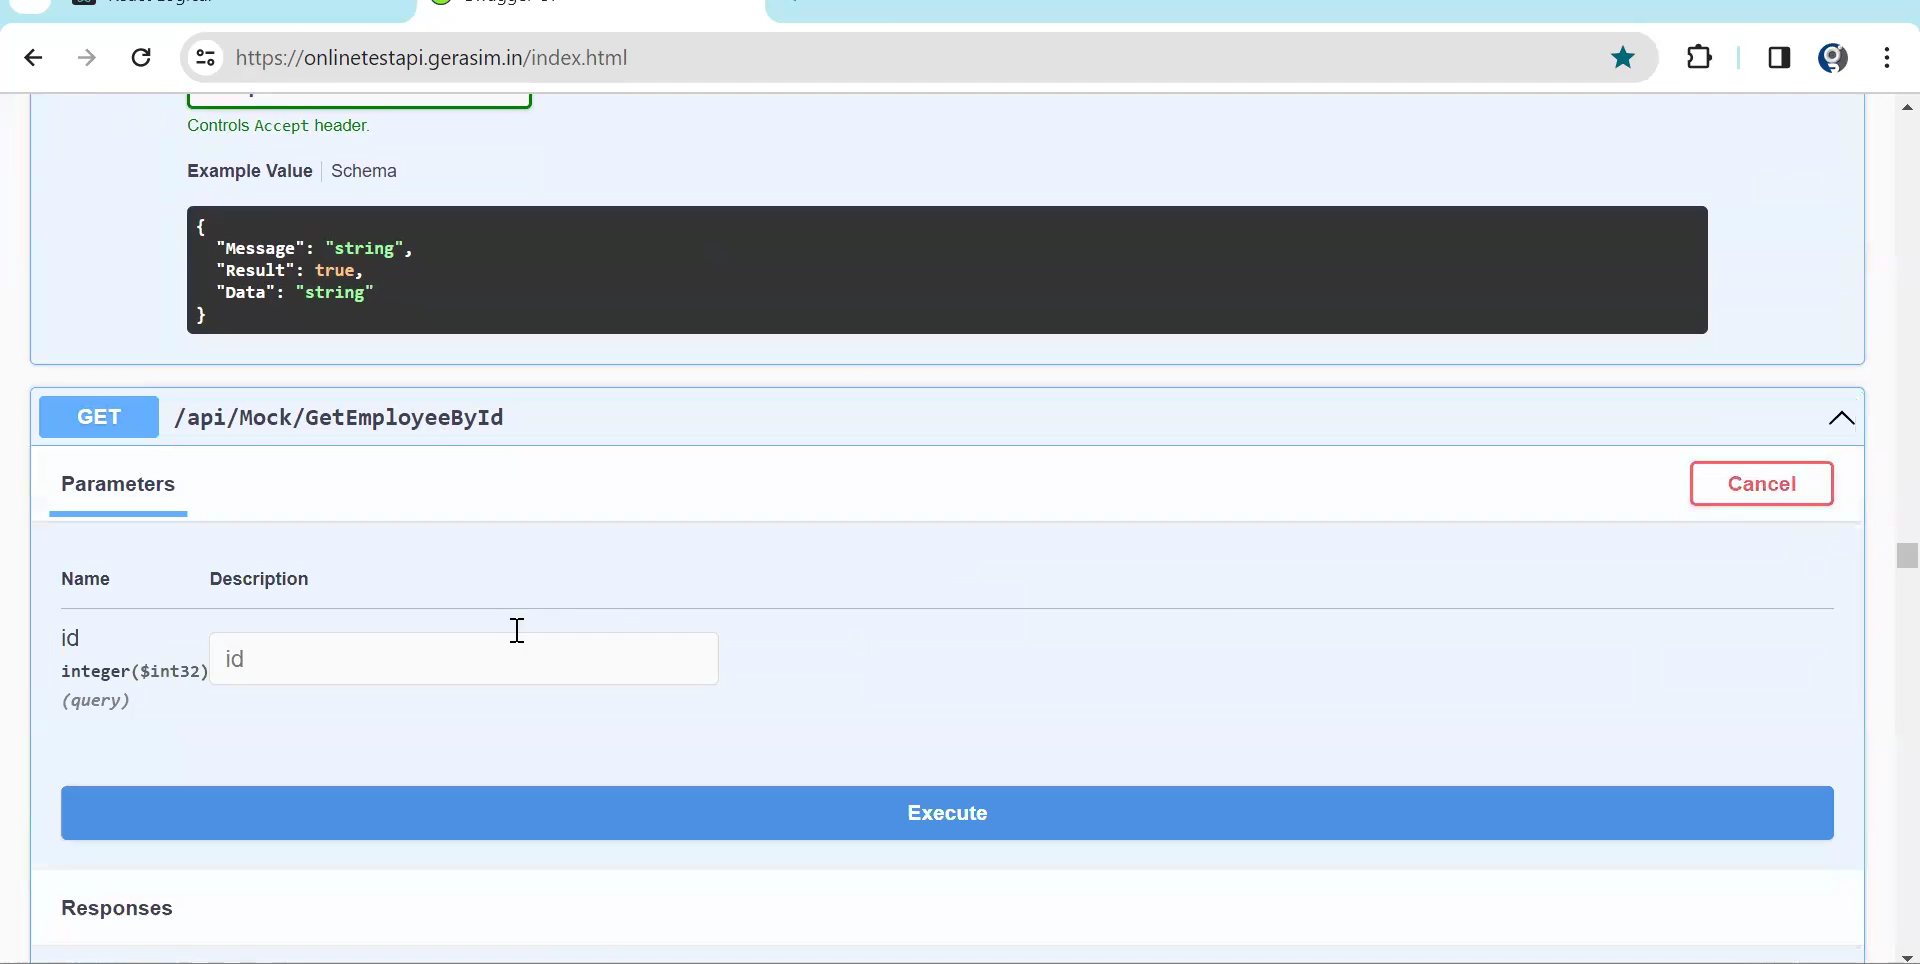 https://onlinetestapi.gerasim.in/index.html
Controls Accept header.
Example Value Schema
{
"Message": "string",
"Result": true,
"Data": "string"
}
GET /api/Mock/GetEmployeeById
Parameters
Cancel
Name Description
id
id
integer($int32)
(query)
Execute
Responses